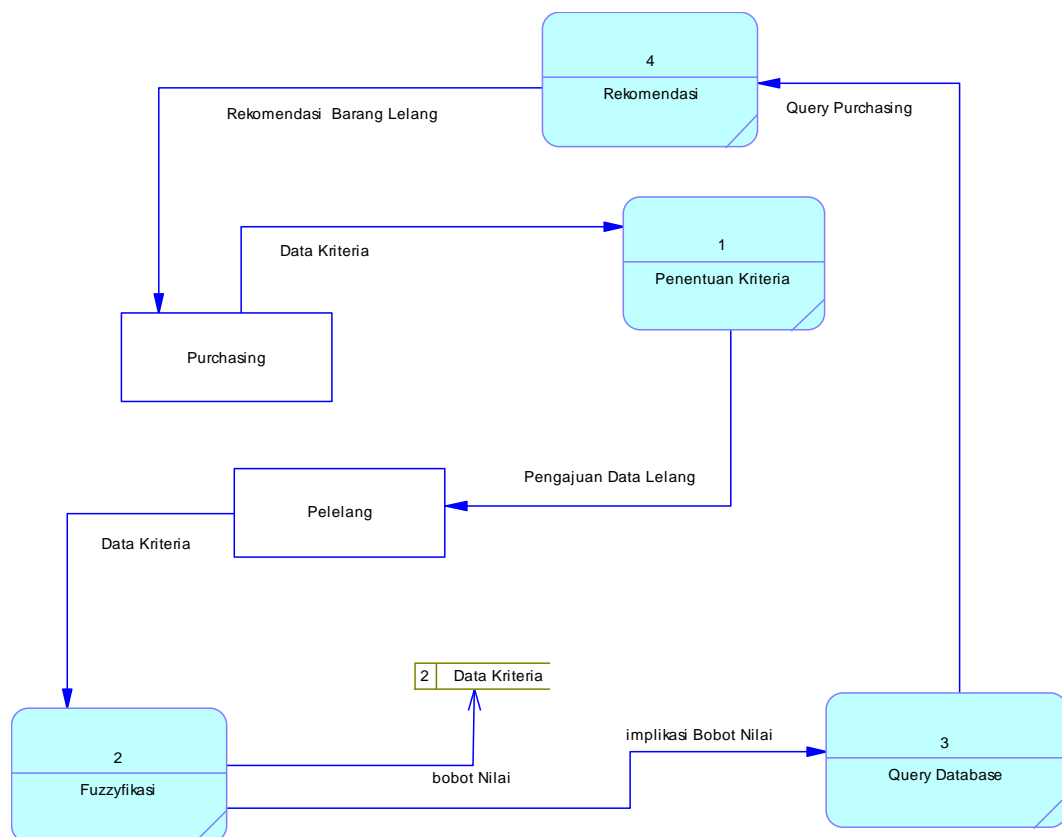 4
Rekomendasi
Rekomendasi Barang Lelang
Query Purchasing
1
Penentuan Kriteria
Data Kriteria
Purchasing
Pengajuan Data Lelang
Pelelang
Data Kriteria
2 Data Kriteria
implikasi Bobot Nilai
3
Query Database
2
Fuzzyfikasi
bobot Nilai